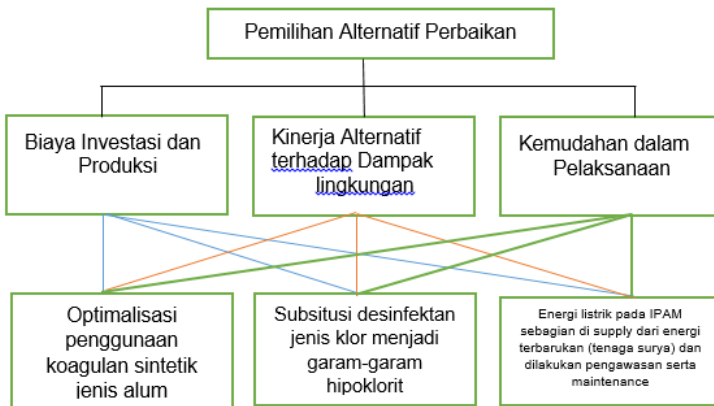 Pemilihan Alternatif Perbaikan
Biaya Investasi dan
Produksi
Kinerja Alternatif
terhadap Dampak
lingkungan
Kemudahan dalam
Pelaksanaan
Optimalisasi
penggunaan
koagulan sintetik
jenis alum
Subsitusi desinfektan
jenis klor menjadi
garam-garam
hipoklorit
Energi listrik pada IPAM
sebagian di supply dari energi
terbarukan (tenaga surya) dan
dilakukan pengawasan serta
maintenance